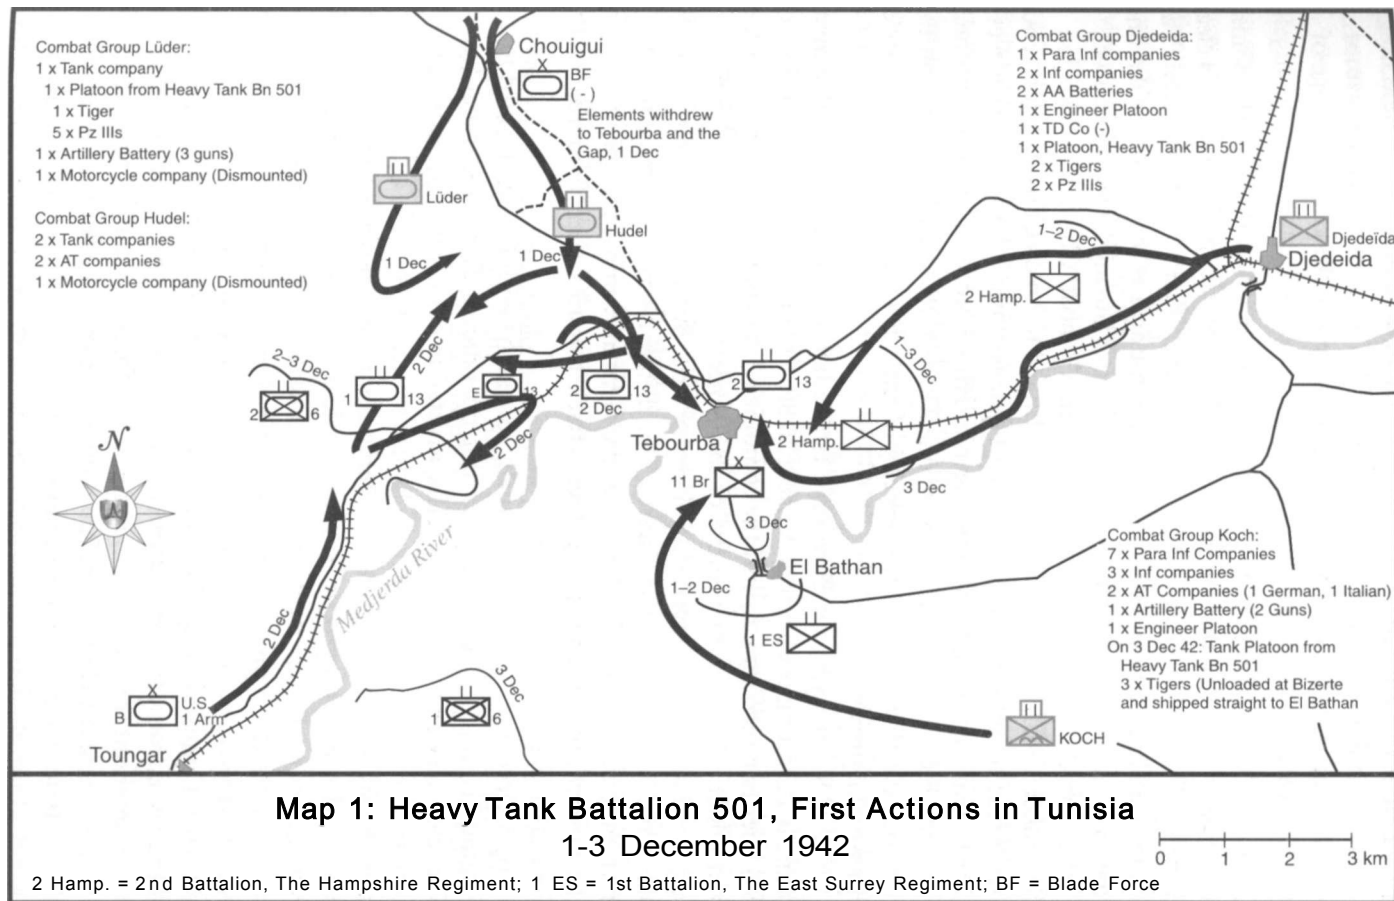 Combat Group Lüder:
1 x Tank company
1 x Platoon from Heavy Tank Bn 501
1 x Tiger
5 x Pz IIIs
1 x Artillery Battery (3 guns)
1 x Motorcycle company (Dismounted)
Combat Group Hudel:
2 x Tank companies
2 x AT companies
1 x Motorcycle company (Dismounted)
Chouigui
X
BF
(-)
Elements withdrew
to Tebourba and the
Gap, 1 Dec
Combat Group Djedeida:
1 x Para Inf companies
2 x Inf companies
2 x AA Batteries
1 x Engineer Platoon
1 x TD Co (-)
1 x Platoon, Heavy Tank Bn 501
2 x Tigers
2 x Pz IIIs
Lüder
Hudel
1 Dec
1 Dec
1–2 Dec
Djedeïda
Djedeida
2 Hamp.
2 Dec
2–3 Dec
1–3 Dec
2 6
1 13
E 13
2 13
2 Dec
2 13
Tebourba
2 Hamp.
2 Dec
3 Dec
N
X
11 Br
3 Dec
El Bathan
1–2 Dec
1 ES
Medjerda River
2 Dec
Combat Group Koch:
7 x Para Inf Companies
3 x Inf companies
2 x AT Companies (1 German, 1 Italian)
1 x Artillery Battery (2 Guns)
1 x Engineer Platoon
On 3 Dec 42: Tank Platoon from
Heavy Tank Bn 501
3 x Tigers (Unloaded at Bizerte
and shipped straight to El Bathan
X
B
U.S.
1 Arm
3 Dec
1 6
KOCH
Toungar
Map 1: Heavy Tank Battalion 501, First Actions in Tunisia
1-3 December 1942
0 1 2 3 km
2 Hamp. = 2nd Battalion, The Hampshire Regiment; 1 ES = 1st Battalion, The East Surrey Regiment; BF = Blade Force